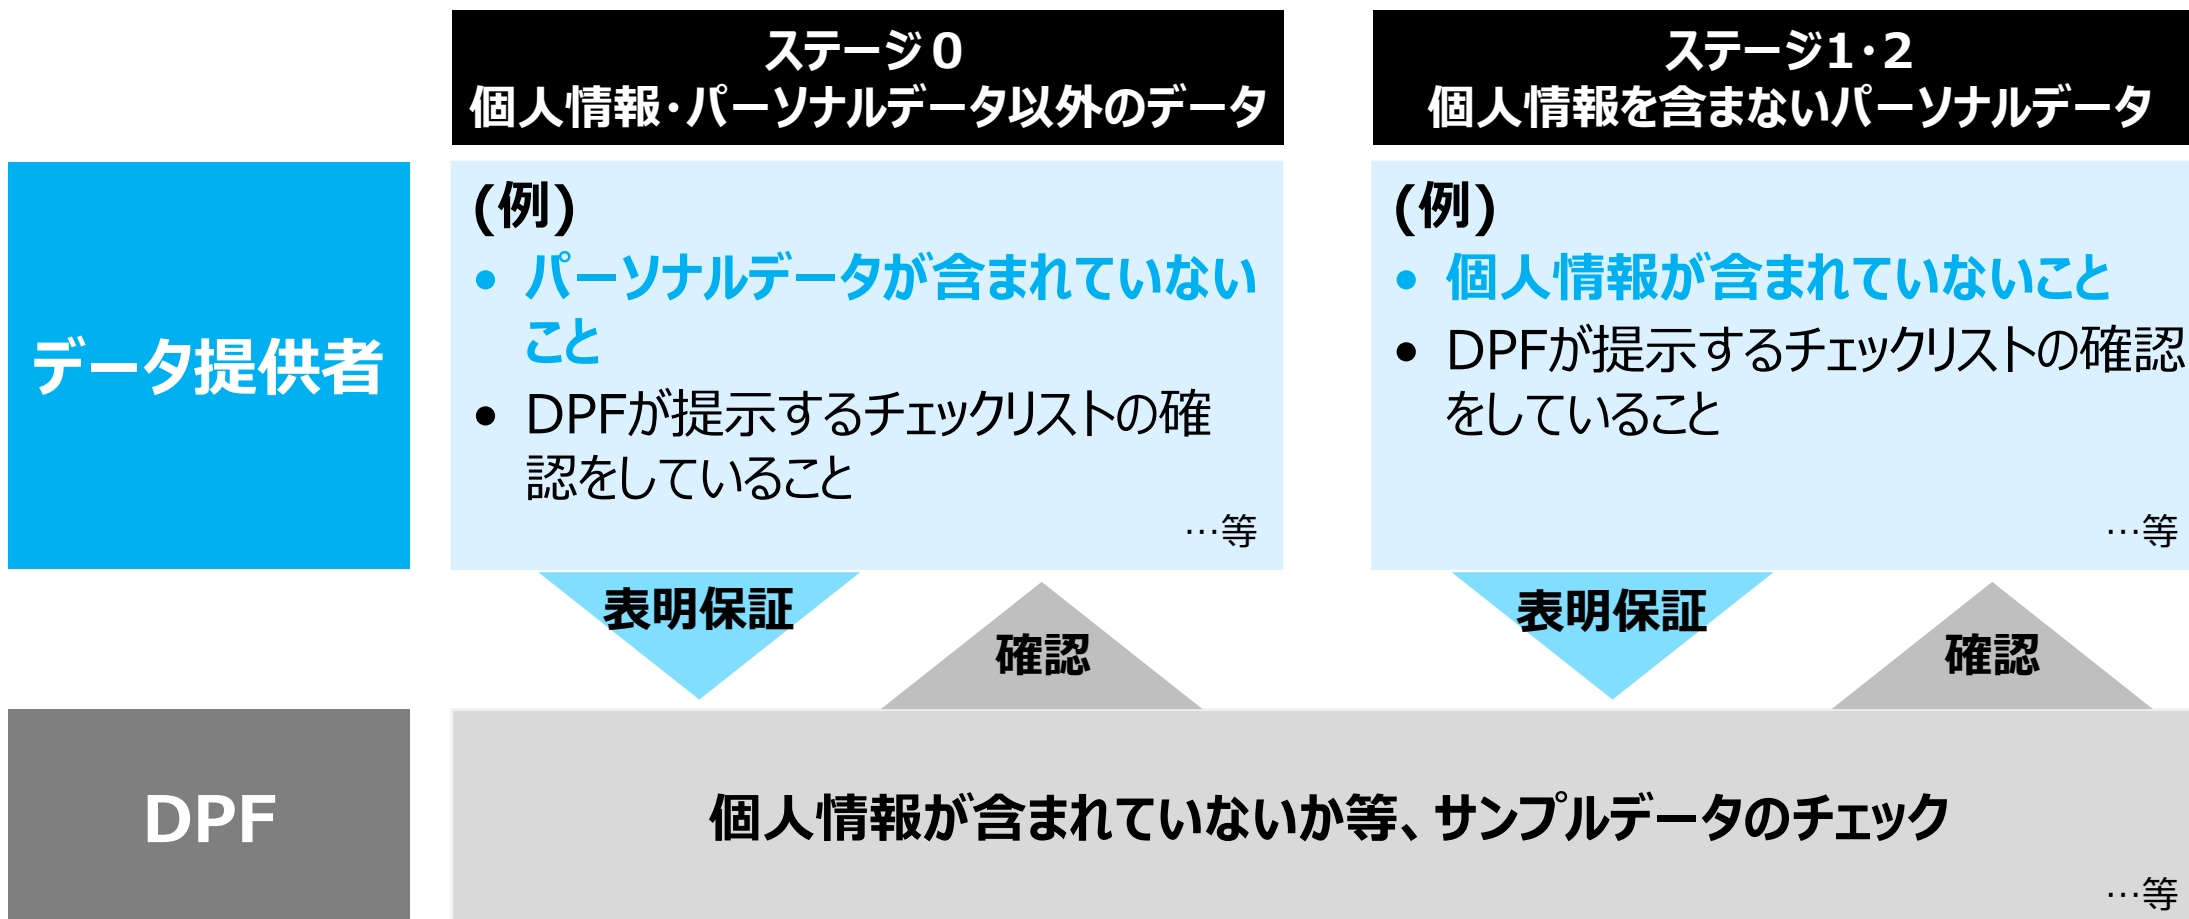 ステージ０
個人情報・パーソナルデータ以外のデータ
ステージ1・2
個人情報を含まないパーソナルデータ
データ提供者
(例)
• パーソナルデータが含まれていない
こと
• DPFが提示するチェックリストの確
認をしていること
…等
(例)
• 個人情報が含まれていないこと
• DPFが提示するチェックリストの確認
をしていること
…等
表明保証
確認
表明保証
確認
DPF
個人情報が含まれていないか等、サンプルデータのチェック
…等